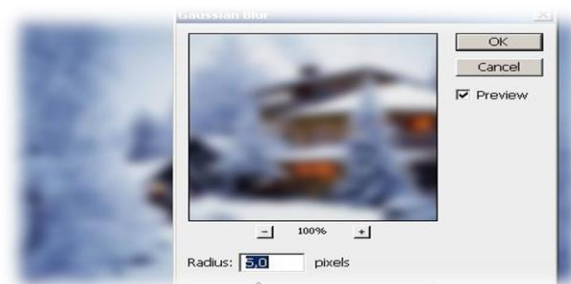 Gaussian Blur
OK
Cancel
Preview
- 100% +
Radius: 5,0 pixels